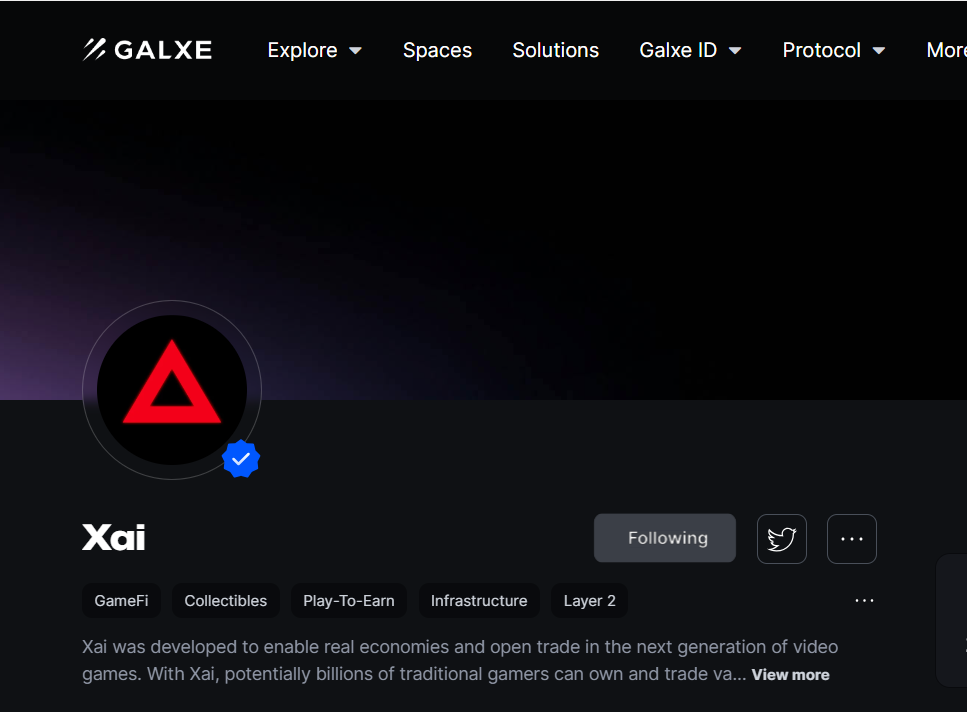 GALXE Explore Spaces Solutions Galxe ID Protocol More
Xai
Following
GameFi Collectibles Play-To-Earn Infrastructure Layer 2
Xai was developed to enable real economies and open trade in the next generation of video
games. With Xai, potentially billions of traditional gamers can own and trade va... View more